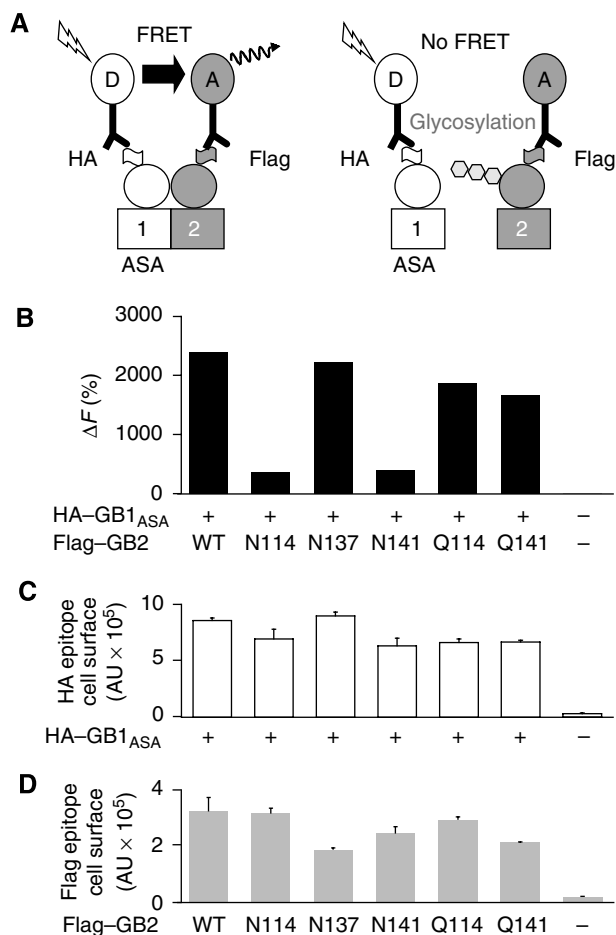 A
FRET
No FRET
D
A
D
A
Glycosylation
HA
Flag
HA
Flag
1
2
1
2
ASA
ASA
B
3000
2000
1000
0
ΔF (%)
HA–GB1ASA + + + + + + –
Flag–GB2 WT N114 N137 N141 Q114 Q141 –
C
10
5
0
HA epitope
cell surface
(AU × 10⁵)
HA–GB1ASA + + + + + + –
D
4
2
0
Flag epitope
cell surface
(AU × 10⁵)
Flag–GB2 WT N114 N137 N141 Q114 Q141 –